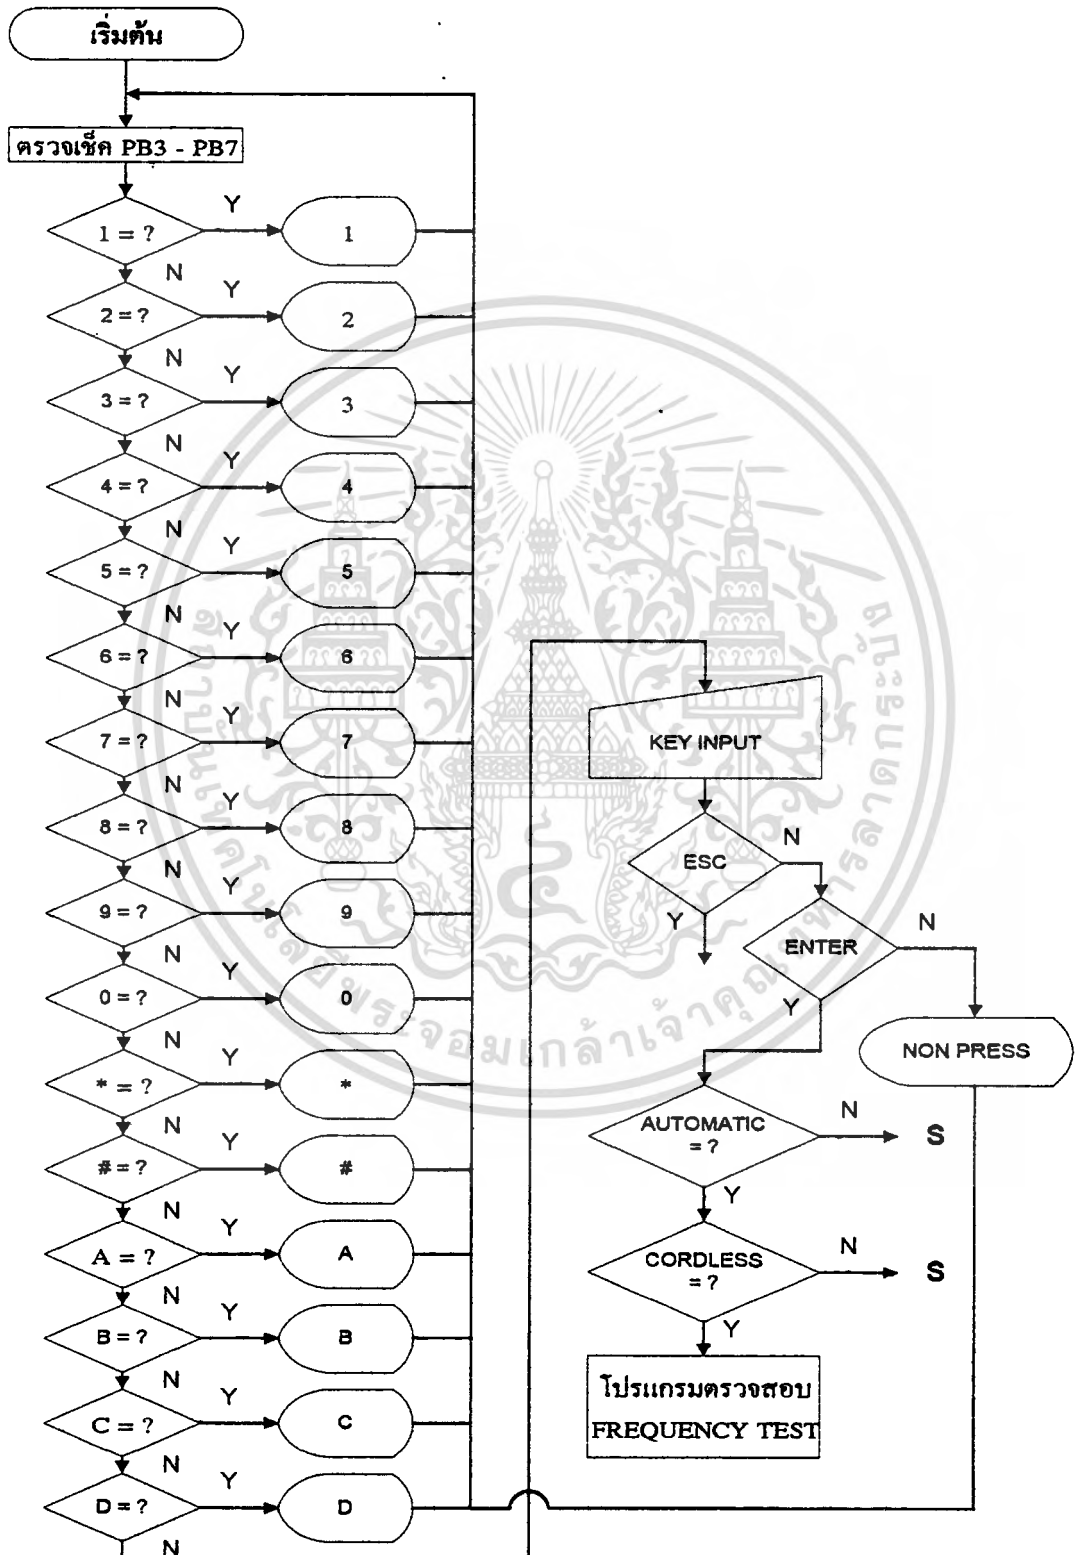 เริ่มต้น
ตรวจเช็ค PB3 - PB7
1 = ?
Y
1
N
2 = ?
Y
2
N
3 = ?
Y
3
N
4 = ?
Y
4
N
5 = ?
Y
5
N
6 = ?
Y
6
N
7 = ?
Y
7
N
8 = ?
Y
8
N
9 = ?
Y
9
N
0 = ?
Y
0
N
* = ?
Y
*
N
# = ?
Y
#
N
A = ?
Y
A
N
B = ?
Y
B
N
C = ?
Y
C
N
D = ?
Y
D
N
KEY INPUT
ESC
N
Y
ENTER
N
Y
NON PRESS
AUTOMATIC
= ?
N
S
Y
CORDLESS
= ?
N
S
Y
โปรแกรมตรวจสอบ
FREQUENCY TEST